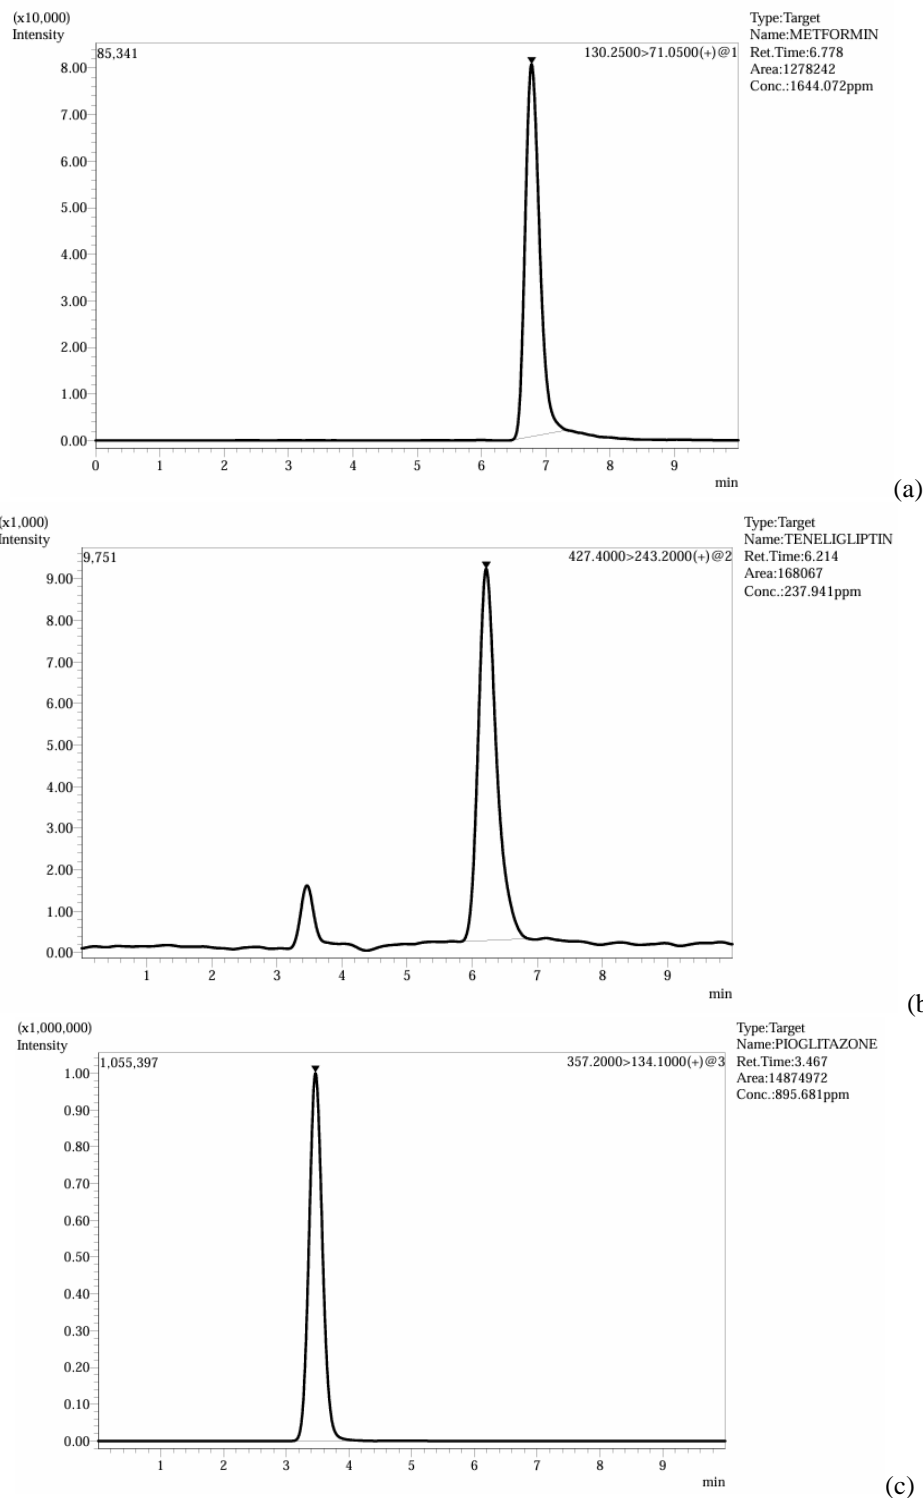 (x10,000)
Intensity
85,341
130.2500>71.0500(+)@1
Type:Target
Name:METFORMIN
Ret.Time:6.778
Area:1278242
Conc.:1644.072ppm
8.00
7.00
6.00
5.00
4.00
3.00
2.00
1.00
0.00
0 1 2 3 4 5 6 7 8 9
min
(a)
(x1,000)
Intensity
9,751
427.4000>243.2000(+)@2
Type:Target
Name:TENELIGLIPTIN
Ret.Time:6.214
Area:168067
Conc.:237.941ppm
9.00
8.00
7.00
6.00
5.00
4.00
3.00
2.00
1.00
0.00
1 2 3 4 5 6 7 8 9
min
(b
(x1,000,000)
Intensity
1,055,397
357.2000>134.1000(+)@3
Type:Target
Name:PIOGLITAZONE
Ret.Time:3.467
Area:14874972
Conc.:895.681ppm
1.00
0.90
0.80
0.70
0.60
0.50
0.40
0.30
0.20
0.10
0.00
1 2 3 4 5 6 7 8 9
min
(c)